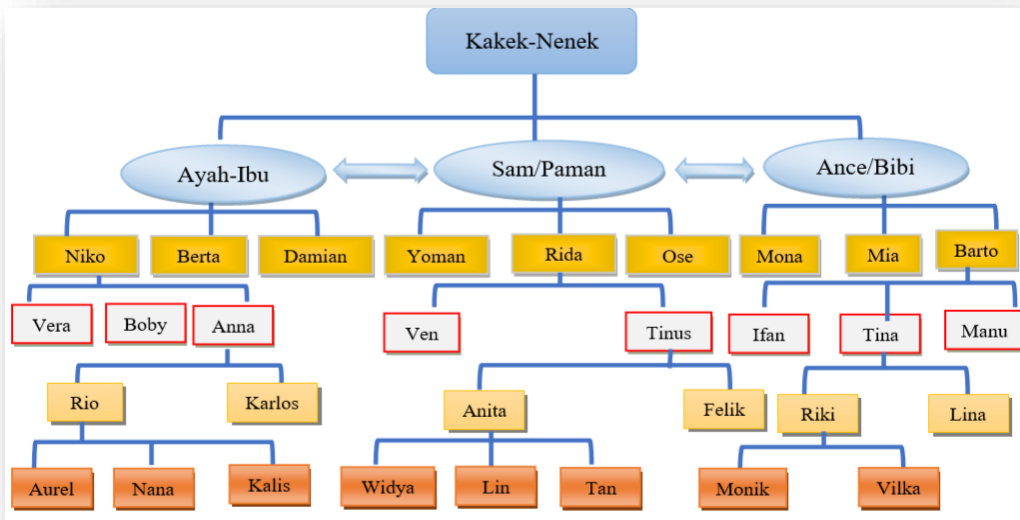 Kakek-Nenek
Ayah-Ibu
Sam/Paman
Ance/Bibi
Niko
Berta
Damian
Yoman
Rida
Ose
Mona
Mia
Barto
Vera
Boby
Anna
Ven
Tinus
Ifan
Tina
Manu
Rio
Karlos
Anita
Felik
Riki
Lina
Aurel
Nana
Kalis
Widya
Lin
Tan
Monik
Vilka